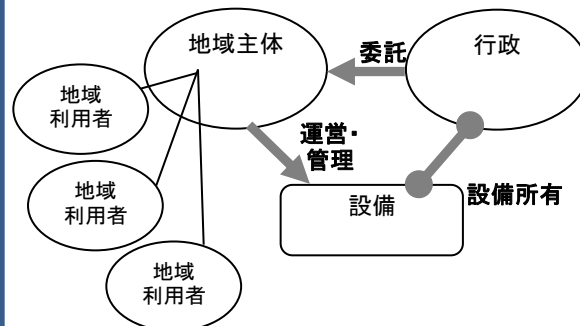 地域主体
行政
委託
地域
利用者
運営・
管理
地域
利用者
設備
設備所有
地域
利用者